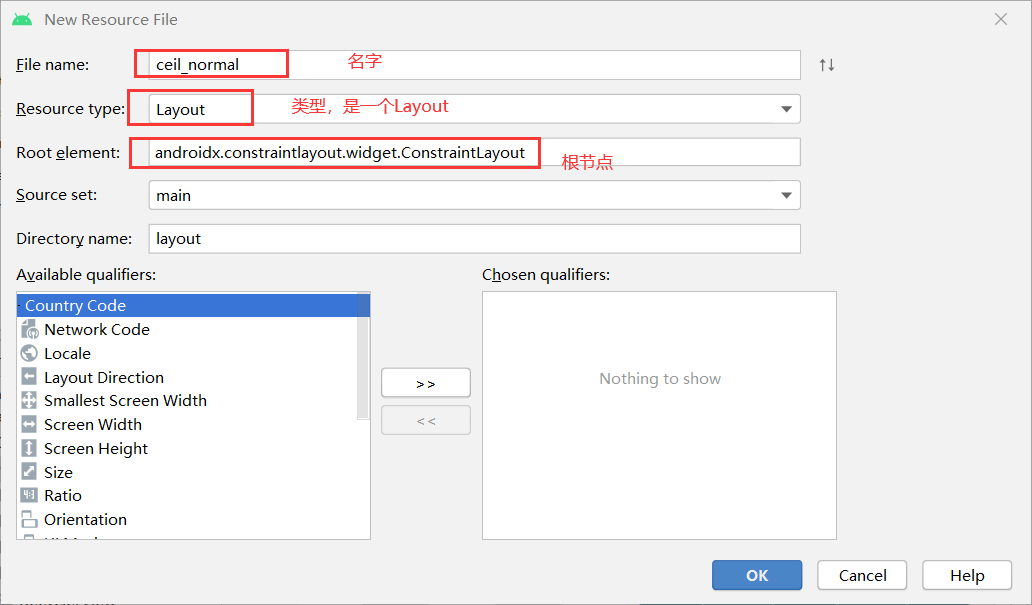 New Resource File
File name: ceil_normal 名字
Resource type: Layout 类型，是一个Layout
Root element: androidx.constraintlayout.widget.ConstraintLayout 根节点
Source set: main
Directory name: layout
Available qualifiers: Chosen qualifiers:
Country Code
Network Code
Locale
Layout Direction
Smallest Screen Width
Screen Width
Screen Height
Size
Ratio
Orientation
>>
<<
Nothing to show
OK Cancel Help